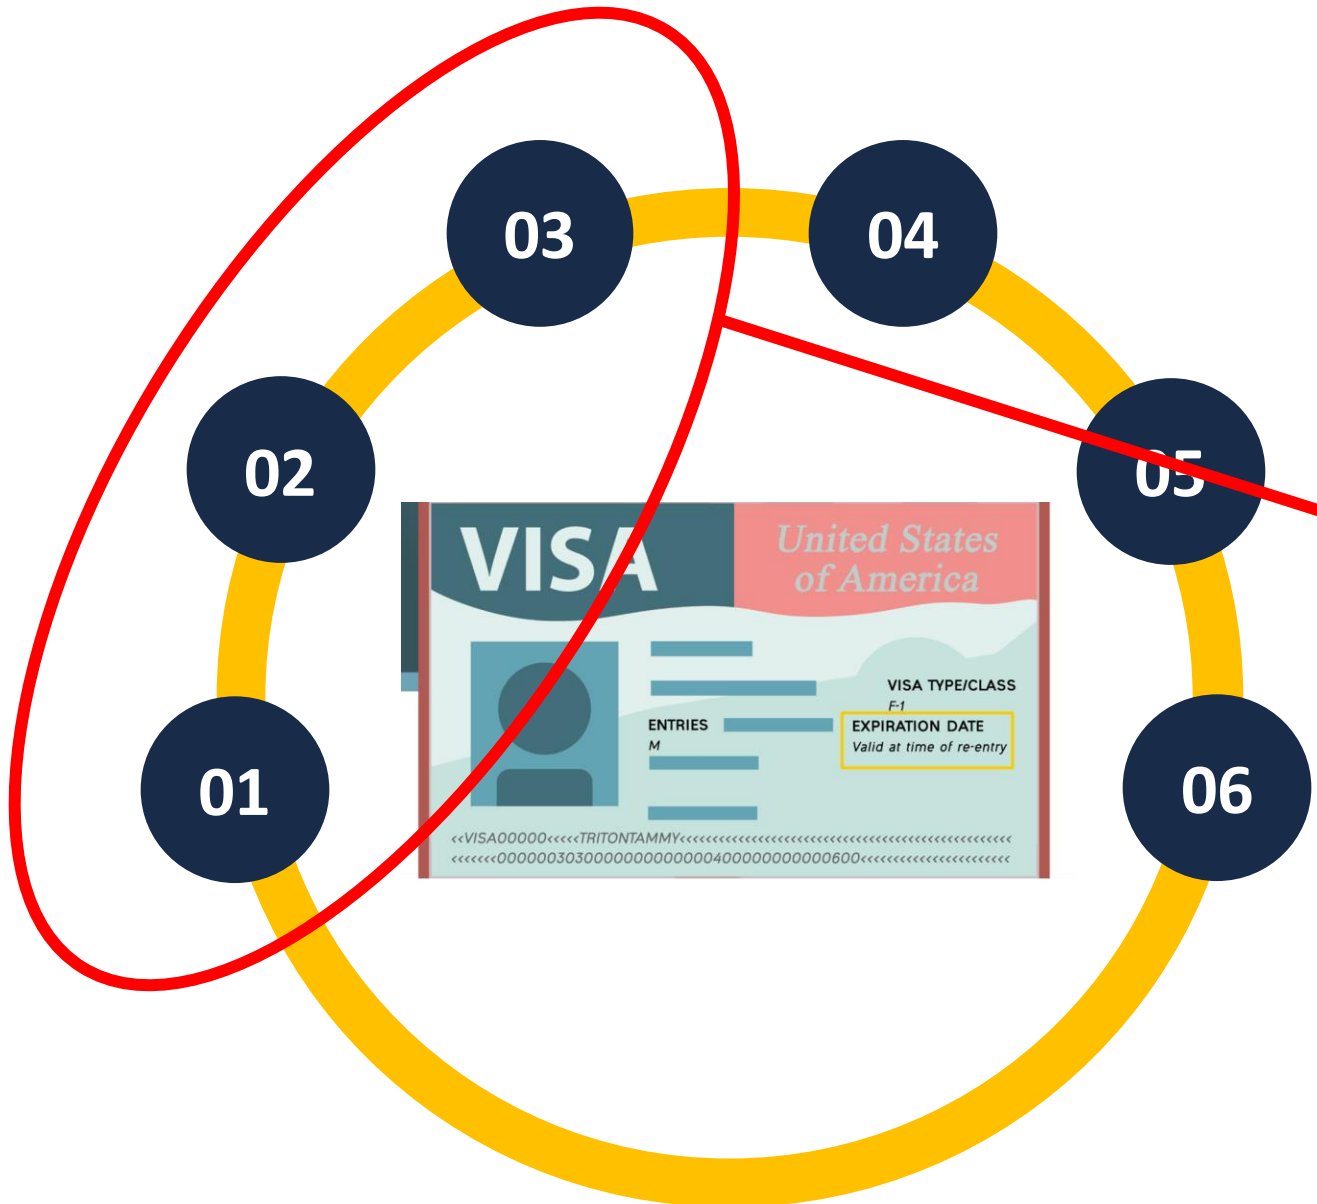 03
04
02
05
VISA
United States
of America
VISA TYPE/CLASS
F-1
ENTRIES
M
EXPIRATION DATE
Valid at time of re-entry
01
06
<<VISA00000<<<<<TRITONTAMMY<<<<<<<<<<<<<<<<<<<<<<<<<<<<<<<<<<<<<<<<<<<<<<<<<<<<
<<<<<<<0000003030000000000000400000000000600<<<<<<<<<<<<<<<<<<<<<<<